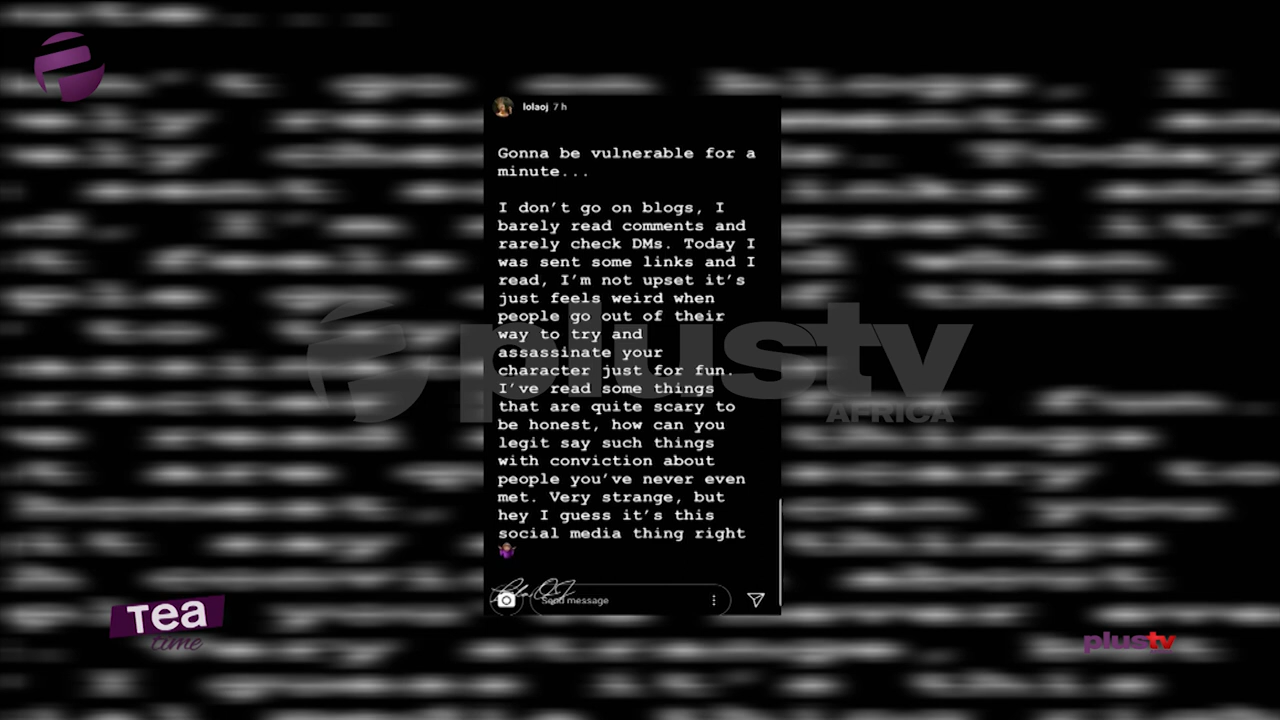 lolaoj 7 h
Gonna be vulnerable for a
minute...
I don't go on blogs, I
barely read comments and
rarely check DMs. Today I
was sent some links and I
read, I'm not upset it's
just feels weird when
people go out of their
way to try and
assassinate your
character just for fun.
I've read some things
that are quite scary to
be honest, how can you
legit say such things
with conviction about
people you've never even
met. Very strange, but
hey I guess it's this
social media thing right
🤷🏽‍♀️
Lola OJ
Send message
plustv
AFRICA
Tea
time
plustv